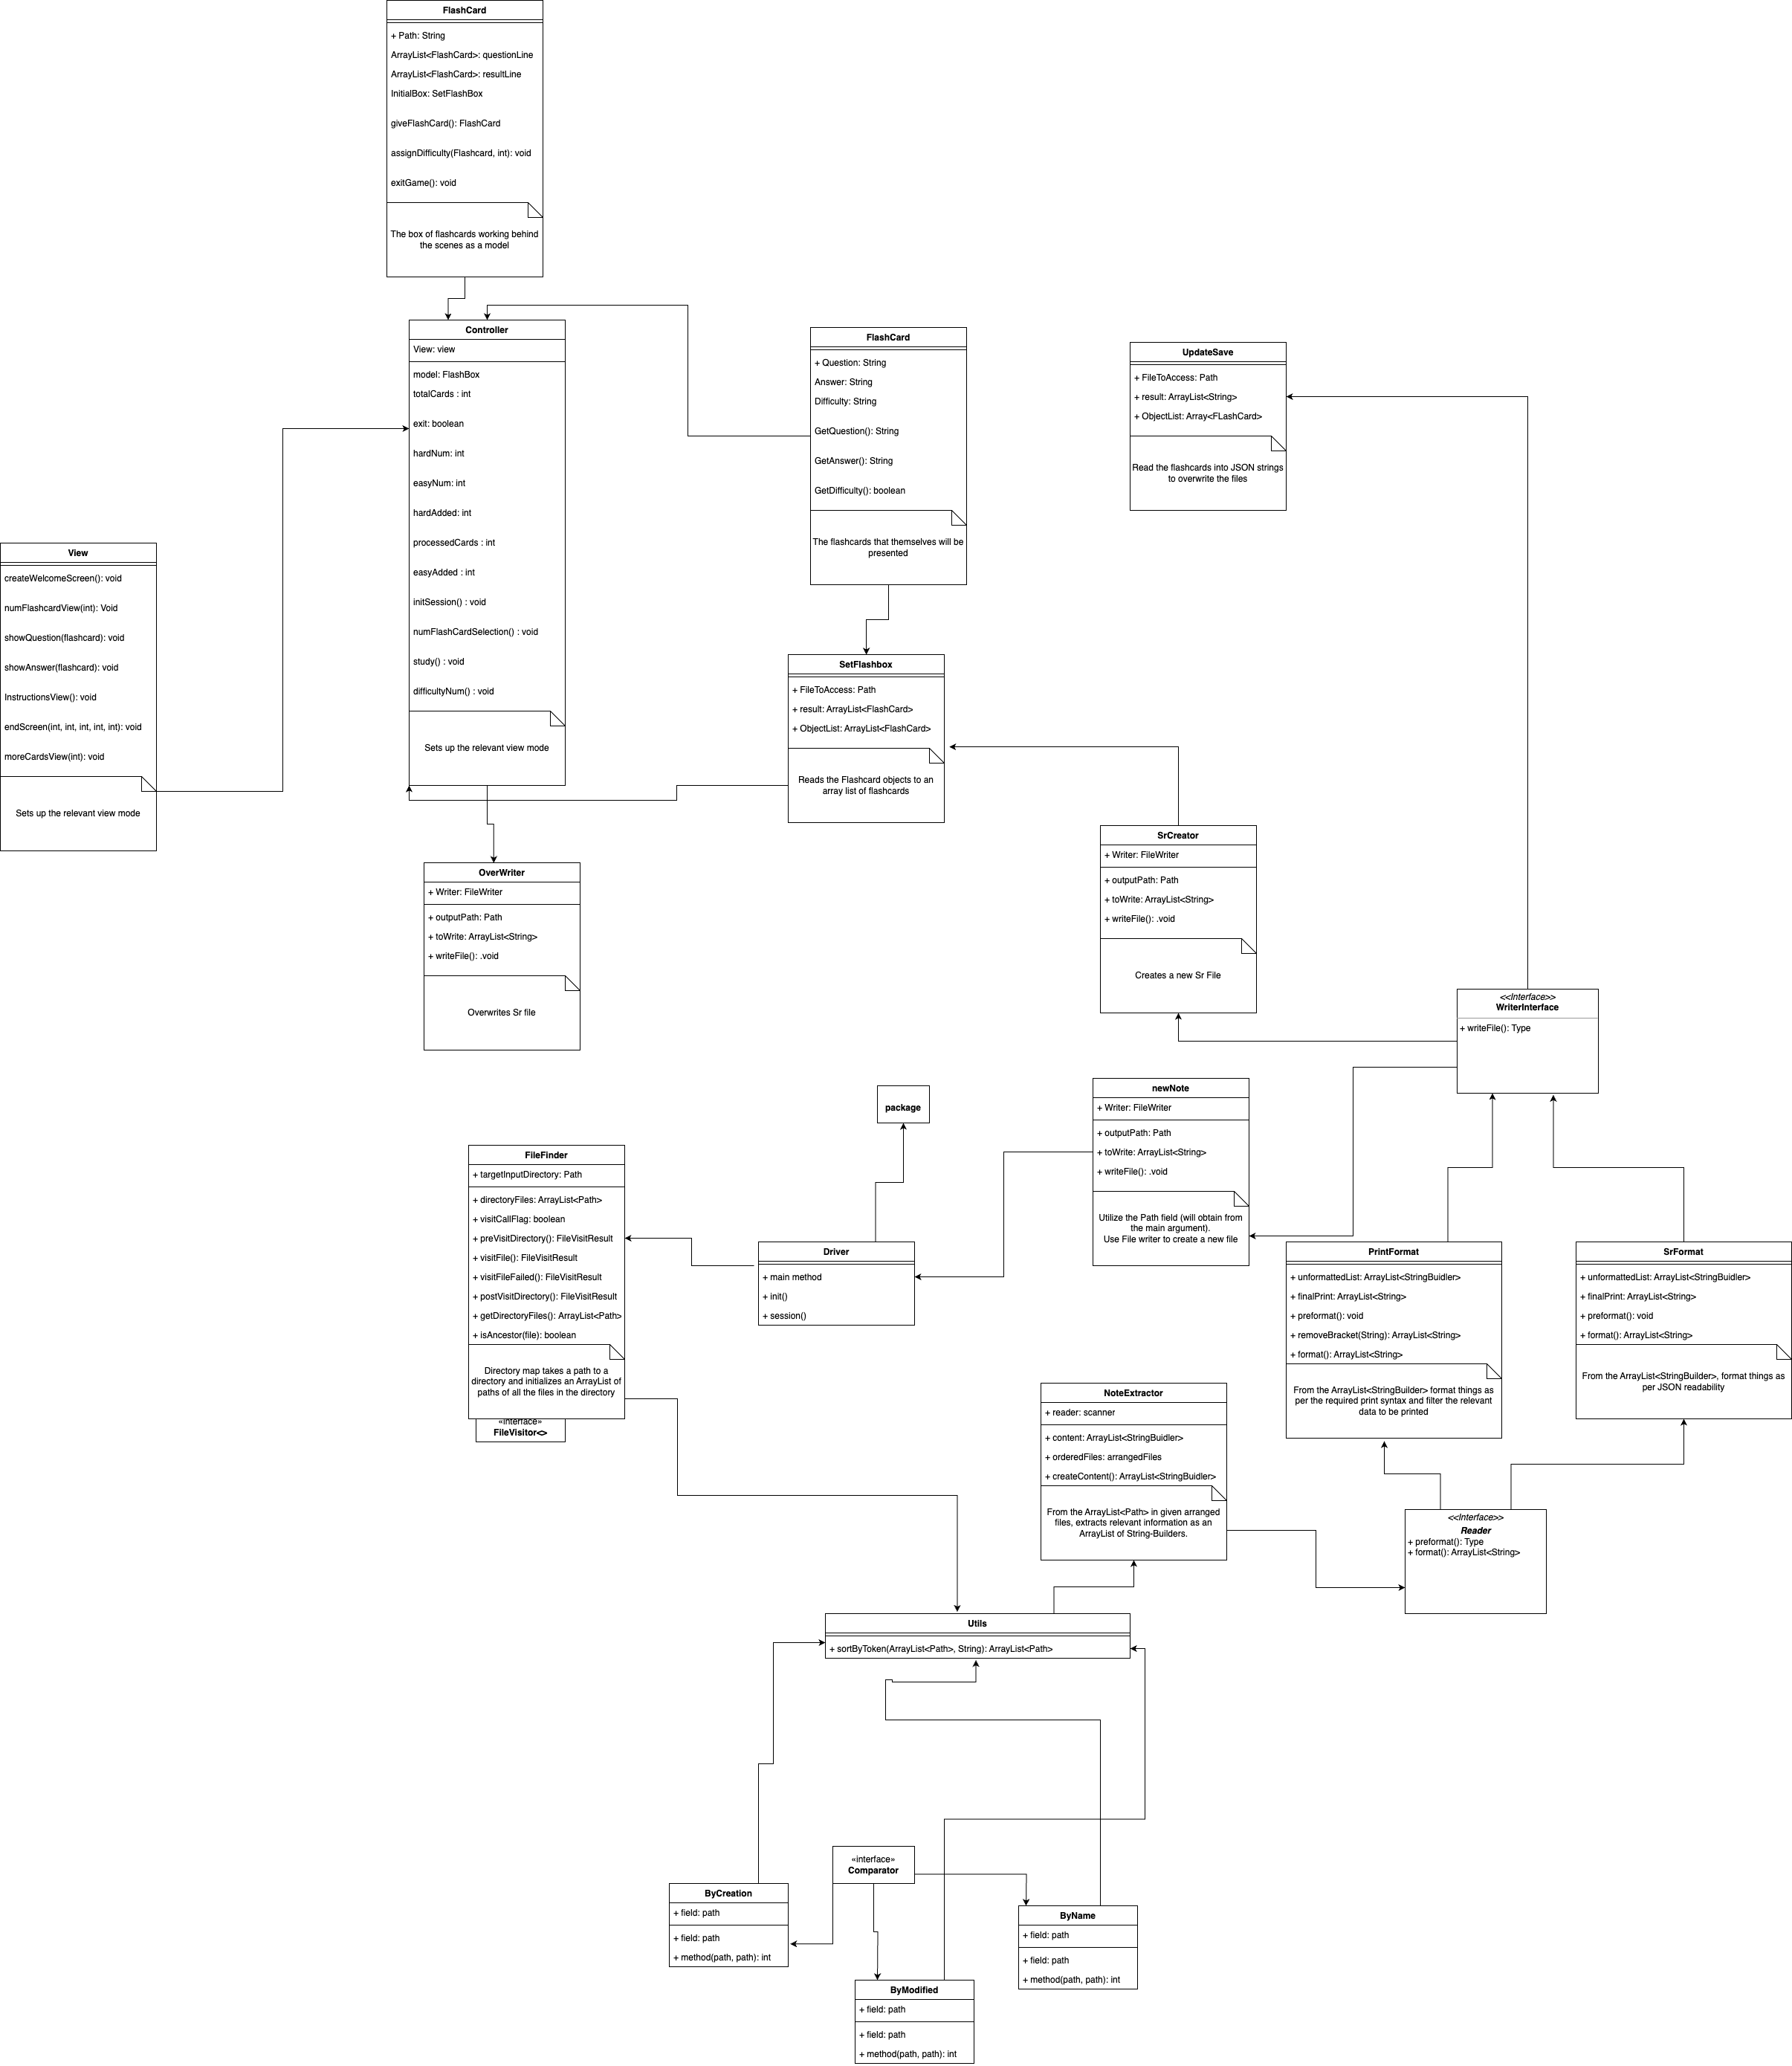 FlashCard
+ Path: String
ArrayList<FlashCard>: questionLine
ArrayList<FlashCard>: resultLine
InitialBox: SetFlashBox
giveFlashCard(): FlashCard
assignDifficulty(Flashcard, int): void
exitGame(): void
The box of flashcards working behind
the scenes as a model
Controller
View: view
model: FlashBox
totalCards : int
exit: boolean
hardNum: int
easyNum: int
hardAdded: int
processedCards : int
easyAdded : int
initSession() : void
numFlashCardSelection() : void
study() : void
difficultyNum() : void
Sets up the relevant view mode
FlashCard
+ Question: String
Answer: String
Difficulty: String
GetQuestion(): String
GetAnswer(): String
GetDifficulty(): boolean
The flashcards that themselves will be
presented
UpdateSave
+ FileToAccess: Path
+ result: ArrayList<String>
+ ObjectList: Array<FLashCard>
Read the flashcards into JSON strings
to overwrite the files
View
createWelcomeScreen(): void
numFlashcardView(int): Void
showQuestion(flashcard): void
showAnswer(flashcard): void
InstructionsView(): void
endScreen(int, int, int, int, int): void
moreCardsView(int): void
Sets up the relevant view mode
SetFlashbox
+ FileToAccess: Path
+ result: ArrayList<FlashCard>
+ ObjectList: ArrayList<FlashCard>
Reads the Flashcard objects to an
array list of flashcards
OverWriter
+ Writer: FileWriter
+ outputPath: Path
+ toWrite: ArrayList<String>
+ writeFile(): .void
Overwrites Sr file
SrCreator
+ Writer: FileWriter
+ outputPath: Path
+ toWrite: ArrayList<String>
+ writeFile(): .void
Creates a new Sr File
<<Interface>>
WriterInterface
+ writeFile(): Type
package
newNote
+ Writer: FileWriter
+ outputPath: Path
+ toWrite: ArrayList<String>
+ writeFile(): .void
Utilize the Path field (will obtain from
the main argument).
Use File writer to create a new file
FileFinder
+ targetInputDirectory: Path
+ directoryFiles: ArrayList<Path>
+ visitCallFlag: boolean
+ preVisitDirectory(): FileVisitResult
+ visitFile(): FileVisitResult
+ visitFileFailed(): FileVisitResult
+ postVisitDirectory(): FileVisitResult
+ getDirectoryFiles(): ArrayList<Path>
+ isAncestor(file): boolean
Directory map takes a path to a
directory and initializes an ArrayList of
paths of all the files in the directory
«interface»
FileVisitor<>
Driver
+ main method
+ init()
+ session()
PrintFormat
+ unformattedList: ArrayList<StringBuidler>
+ finalPrint: ArrayList<String>
+ preformat(): void
+ removeBracket(String): ArrayList<String>
+ format(): ArrayList<String>
From the ArrayList<StringBuilder> format things as
per the required print syntax and filter the relevant
data to be printed
SrFormat
+ unformattedList: ArrayList<StringBuidler>
+ finalPrint: ArrayList<String>
+ preformat(): void
+ format(): ArrayList<String>
From the ArrayList<StringBuilder>, format things as
per JSON readability
NoteExtractor
+ reader: scanner
+ content: ArrayList<StringBuidler>
+ orderedFiles: arrangedFiles
+ createContent(): ArrayList<StringBuidler>
From the ArrayList<Path> in given arranged
files, extracts relevant information as an
ArrayList of String-Builders.
<<Interface>>
Reader
+ preformat(): Type
+ format(): ArrayList<String>
Utils
+ sortByToken(ArrayList<Path>, String): ArrayList<Path>
«interface»
Comparator
ByCreation
+ field: path
+ field: path
+ method(path, path): int
ByName
+ field: path
+ field: path
+ method(path, path): int
ByModified
+ field: path
+ field: path
+ method(path, path): int